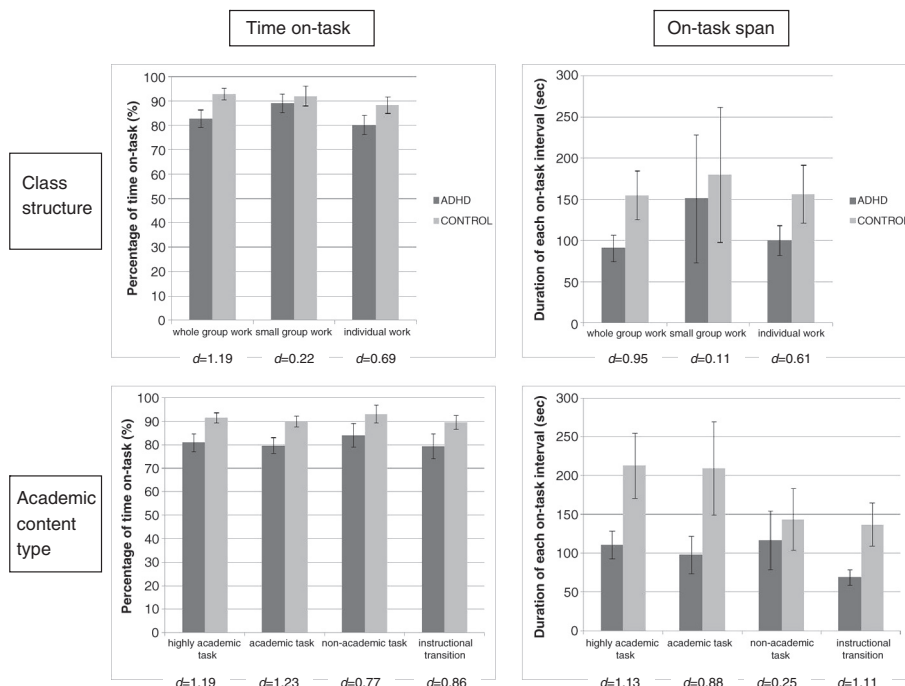 Time on-task
On-task span
Class
structure
Percentage of time on-task (%)
100
90
80
70
60
50
40
30
20
10
0
whole group work small group work individual work
d=1.19 d=0.22 d=0.69
ADHD
CONTROL
Duration of each on-task interval (sec)
300
250
200
150
100
50
0
whole group work small group work individual work
d=0.95 d=0.11 d=0.61
ADHD
CONTROL
Academic
content
type
Percentage of time on-task (%)
100
90
80
70
60
50
40
30
20
10
0
highly academic academic task non-academic task instructional
task transition
d=1.19 d=1.23 d=0.77 d=0.86
Duration of each on-task interval (sec)
300
250
200
150
100
50
0
highly academic academic task non-academic instructional
task task transition
d=1.13 d=0.88 d=0.25 d=1.11